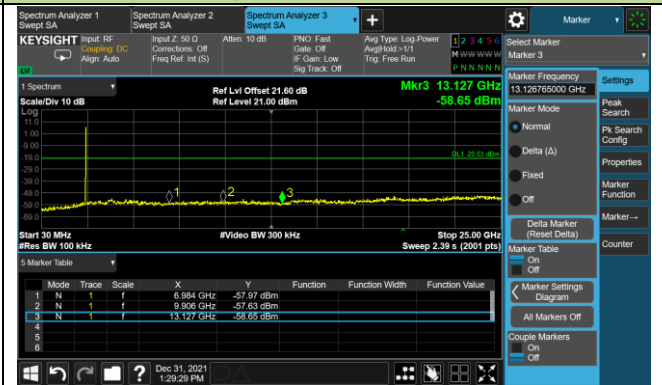 Spectrum Analyzer 1 Spectrum Analyzer 2 Spectrum Analyzer 3
Swept SA Swept SA Swept SA
Marker
KEYSIGHT Input: RF Input Z: 50 Ω Atten: 10 dB PNO: Fast Avg Type: Log-Power 1 2 3 4 5 6
Coupling: DC Corrections: Off Gate: Off Avg|Hold:>1/1 M W W W W W
Align: Auto Freq Ref: Int (S) IF Gain: Low Trig: Free Run P N N N N N
Sig Track: Off
Select Marker
Marker 3
1 Spectrum
Scale/Div 10 dB
Log
Ref Lvl Offset 21.60 dB
Ref Level 21.00 dBm
Mkr3 13.127 GHz
-58.65 dBm
11.0
1.00
-9.00
-19.0
-29.0
-39.0
-49.0
-59.0
-69.0
DL1 -20.03 dBm
1
2
3
Start 30 MHz #Video BW 300 kHz Stop 25.00 GHz
#Res BW 100 kHz Sweep 2.39 s (2001 pts)
5 Marker Table
Mode Trace Scale X Y Function Function Width Function Value
1 N 1 f 6.984 GHz -57.97 dBm
2 N 1 f 9.906 GHz -57.63 dBm
3 N 1 f 13.127 GHz -58.65 dBm
4
5
6
Marker Frequency
13.126765000 GHz
Marker Mode
Normal
Delta (Δ)
Fixed
Off
Delta Marker
(Reset Delta)
Marker Table
On
Off
Marker Settings
Diagram
All Markers Off
Couple Markers
On
Off
Settings
Peak
Search
Pk Search
Config
Properties
Marker
Function
Marker→
Counter
Dec 31, 2021
1:29:29 PM